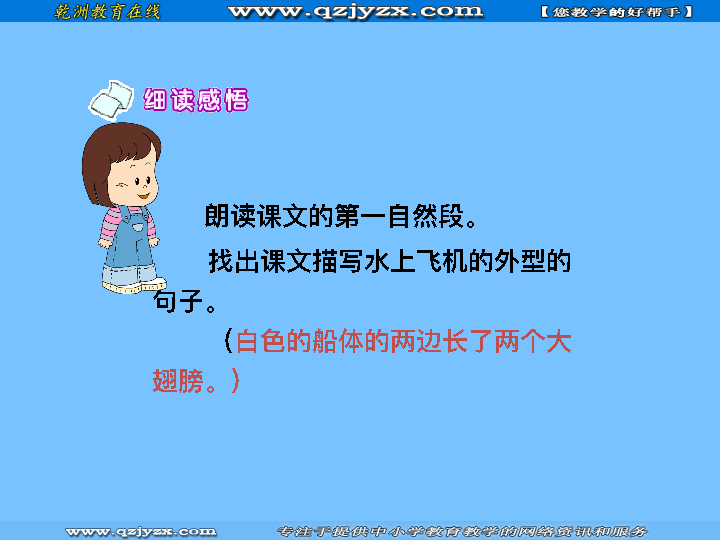 乾洲教育在线 www.qzjyzx.com 【您教学的好帮手】
细读感悟
朗读课文的第一自然段。
找出课文描写水上飞机的外型的
句子。
(白色的船体的两边长了两个大
翅膀。)
www.qzjyzx.com 专注于提供中小学教育教学的网络资讯和服务